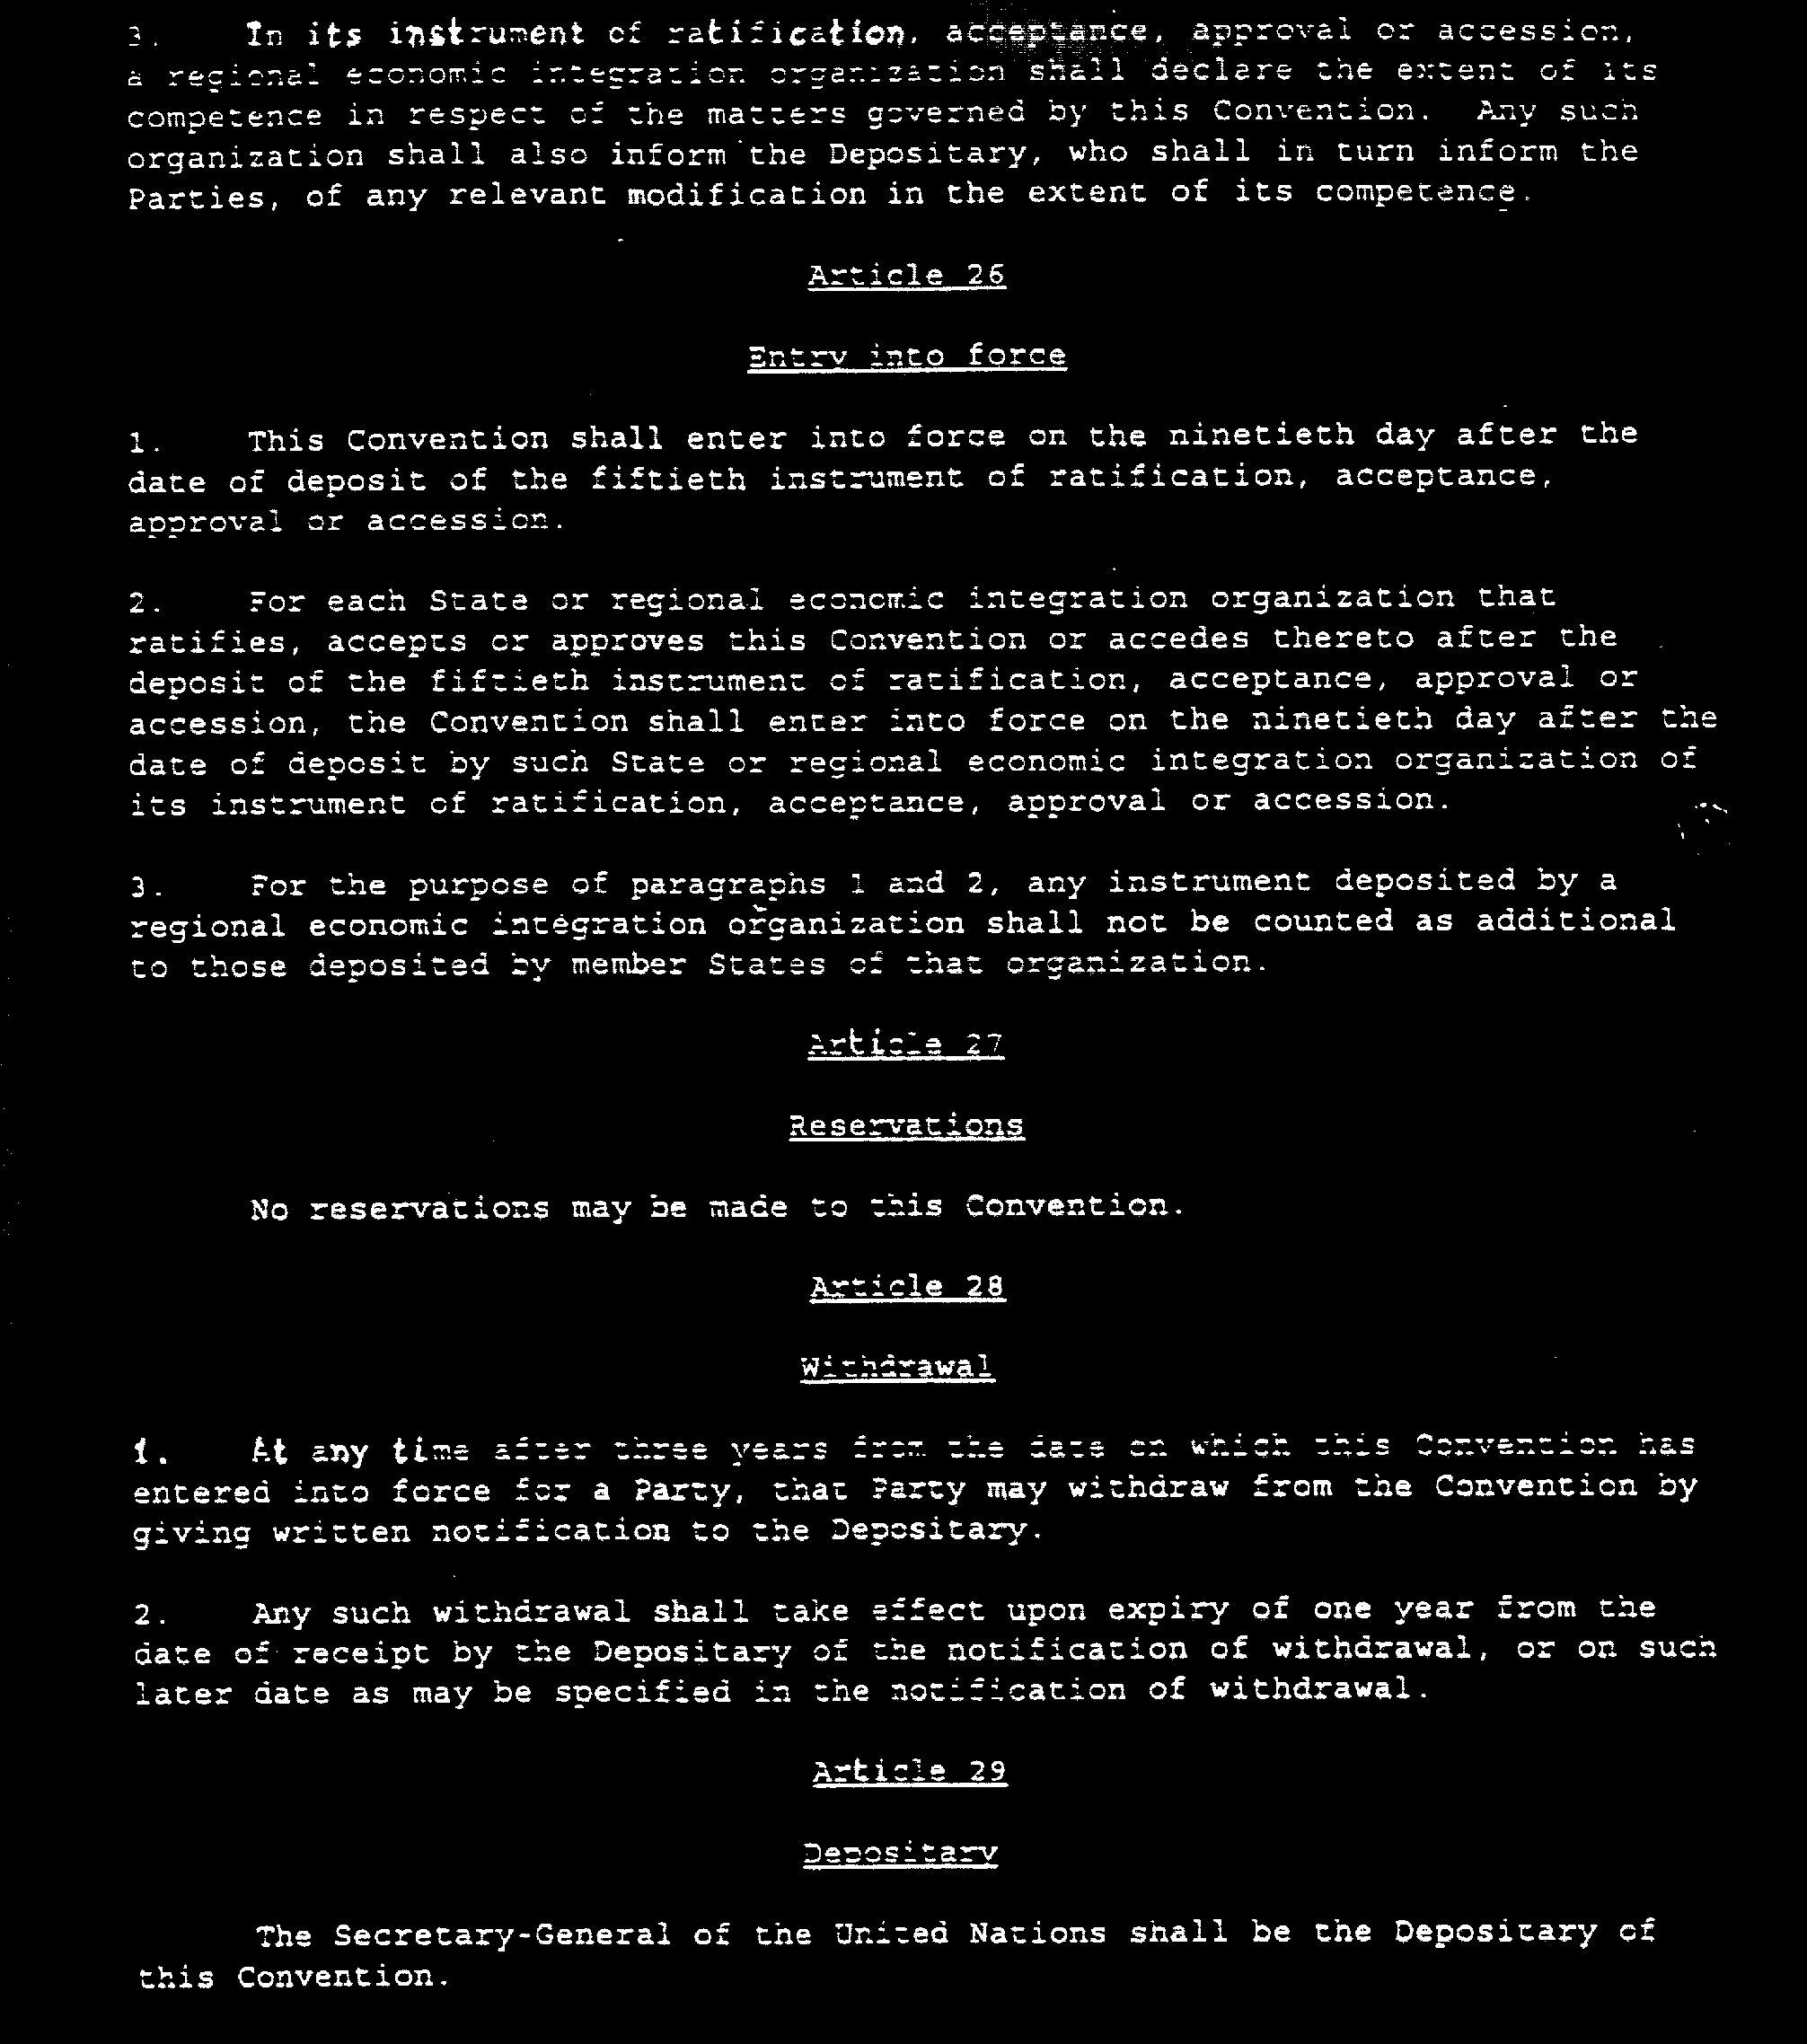 3. In its instrument of ratification, acceptance, approval or accession,
a regional economic integration organization shall declare the extent of its
competence in respect of the matters governed by this Convention. Any such
organization shall also inform the Depositary, who shall in turn inform the
Parties, of any relevant modification in the extent of its competence.
Article 26
Entry into force
1. This Convention shall enter into force on the ninetieth day after the
date of deposit of the fiftieth instrument of ratification, acceptance,
approval or accession.
2. For each State or regional economic integration organization that
ratifies, accepts or approves this Convention or accedes thereto after the
deposit of the fiftieth instrument of ratification, acceptance, approval or
accession, the Convention shall enter into force on the ninetieth day after the
date of deposit by such State or regional economic integration organization of
its instrument of ratification, acceptance, approval or accession.
3. For the purpose of paragraphs 1 and 2, any instrument deposited by a
regional economic integration organization shall not be counted as additional
to those deposited by member States of that organization.
Article 27
Reservations
No reservations may be made to this Convention.
Article 28
Withdrawal
1. At any time after three years from the date on which this Convention has
entered into force for a Party, that Party may withdraw from the Convention by
giving written notification to the Depositary.
2. Any such withdrawal shall take effect upon expiry of one year from the
date of receipt by the Depositary of the notification of withdrawal, or on such
later date as may be specified in the notification of withdrawal.
Article 29
Depositary
The Secretary-General of the United Nations shall be the Depositary of
this Convention.